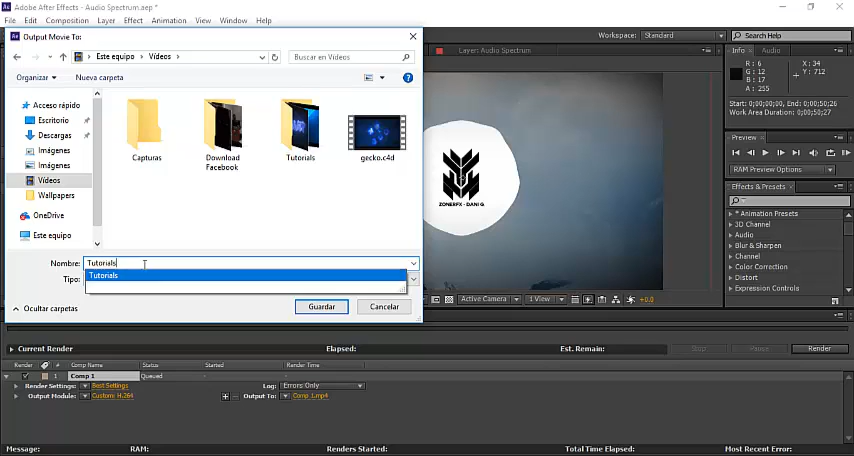 Adobe After Effects - Audio Spectrum.aep *
File Edit Composition Layer Effect Animation View Window Help
Output Movie To:
Workspace: Standard Search Help
Layer: Audio Spectrum
Este equipo > Vídeos
Buscar en Vídeos
Organizar Nueva carpeta
Acceso rápido
Escritorio
Descargas
Imágenes
Imágenes
Vídeos
Wallpapers
OneDrive
Este equipo
Capturas
Download Facebook
Tutorials
gecko.c4d
Nombre: Tutorials
Tutorials
Tipo:
Ocultar carpetas
Guardar Cancelar
ZONERFX - DANI G
Info Audio
R : 6 X : 34
G : 12 Y : 712
B : 17
A : 255
Start: 0;00;00;00, End: 0;00;50;26
Work Area Duration: 0;00;50;27
Preview
RAM Preview Options
Effects & Presets
* Animation Presets
3D Channel
Audio
Blur & Sharpen
Channel
Color Correction
Distort
Expression Controls
Active Camera 1 View +0.0
Current Render Elapsed: Est. Remain: Stop Pause Render
Render # Comp Name Status Started Render Time
1 Comp 1 Queued - -
Render Settings: Best Settings Log: Errors Only
Output Module: Custom: H.264 Output To: Comp 1.mp4
Message: RAM: Renders Started: Total Time Elapsed: Most Recent Error: